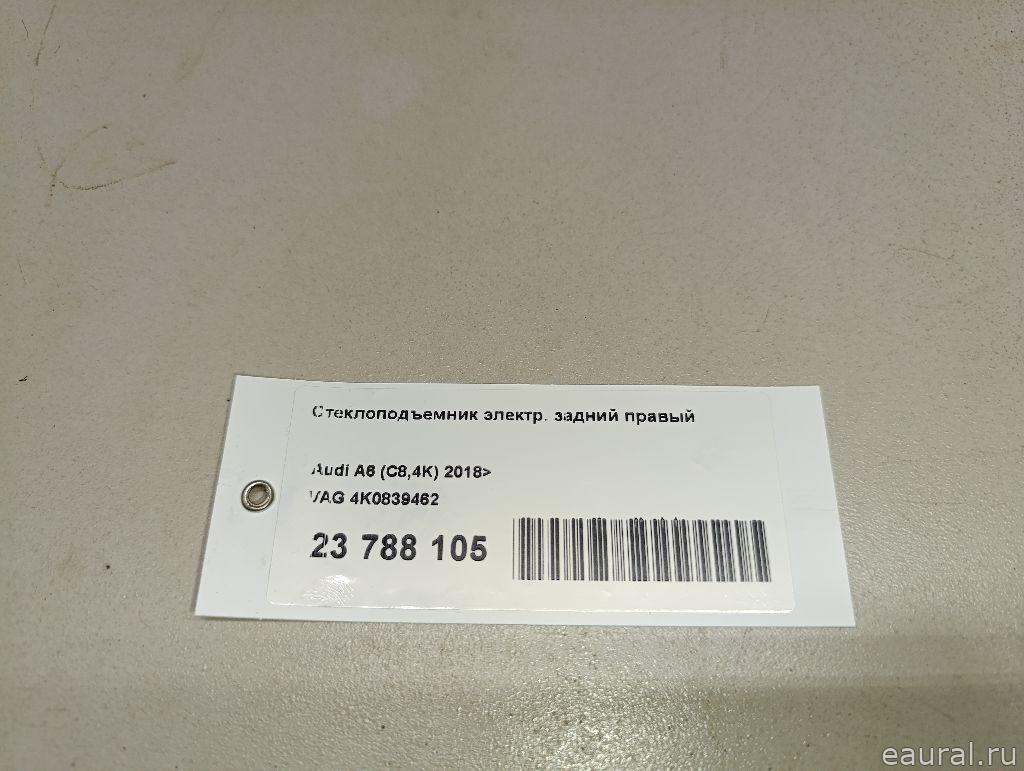 Стеклоподъемник электр. задний правый
Audi A6 (C8,4K) 2018>
VAG 4K0839462
23 788 105
eaural.ru